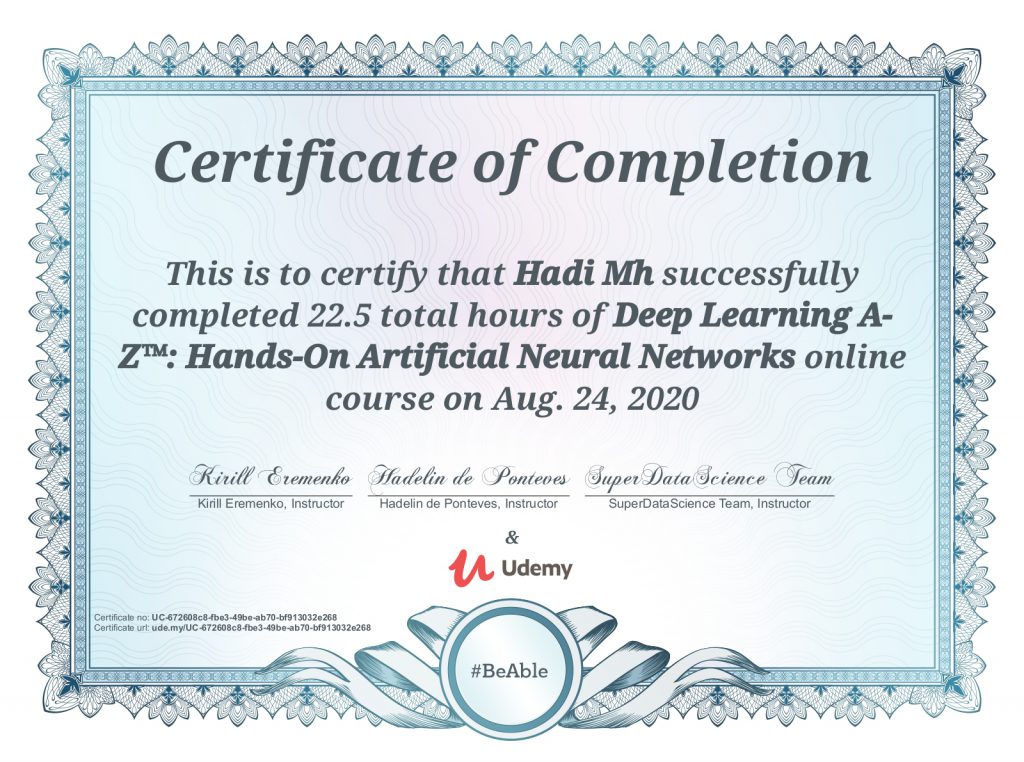 Certificate of Completion
This is to certify that Hadi Mh successfully
completed 22.5 total hours of Deep Learning A-
Z™: Hands-On Artificial Neural Networks online
course on Aug. 24, 2020
Kirill Eremenko Hadelin de Ponteves SuperDataScience Team
Kirill Eremenko, Instructor Hadelin de Ponteves, Instructor SuperDataScience Team, Instructor
&
Udemy
Certificate no: UC-672608c8-fbe3-49be-ab70-bf913032e268
Certificate url: ude.my/UC-672608c8-fbe3-49be-ab70-bf913032e268
#BeAble